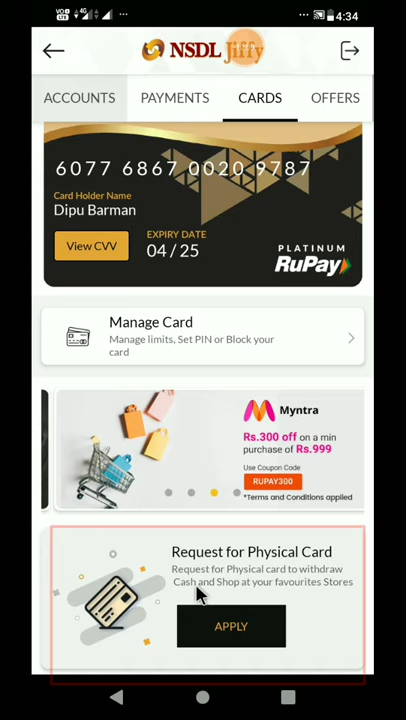 4G
4:34
NSDL Jiffy
ACCOUNTS PAYMENTS CARDS OFFERS
6077 6867 0020 9787
Card Holder Name
Dipu Barman
View CVV
EXPIRY DATE
04 / 25
PLATINUM
RuPay
Manage Card
Manage limits, Set PIN or Block your
card
Myntra
Rs.300 off on a min
purchase of Rs.999
Use Coupon Code
RUPAY300
*Terms and Conditions applied
Request for Physical Card
Request for Physical card to withdraw
Cash and Shop at your favourites Stores
APPLY